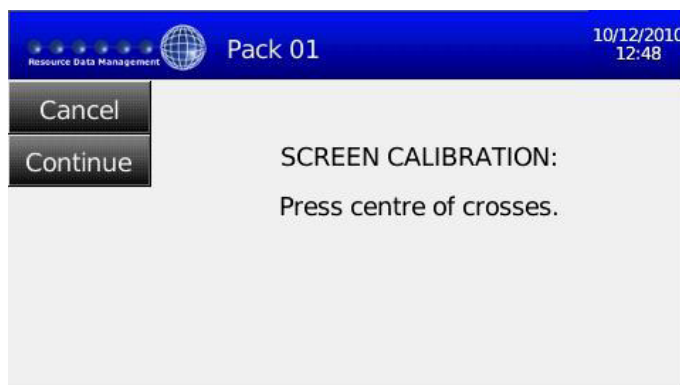 Resource Data Management
Pack 01
10/12/2010
12:48
Cancel
Continue
SCREEN CALIBRATION:
Press centre of crosses.